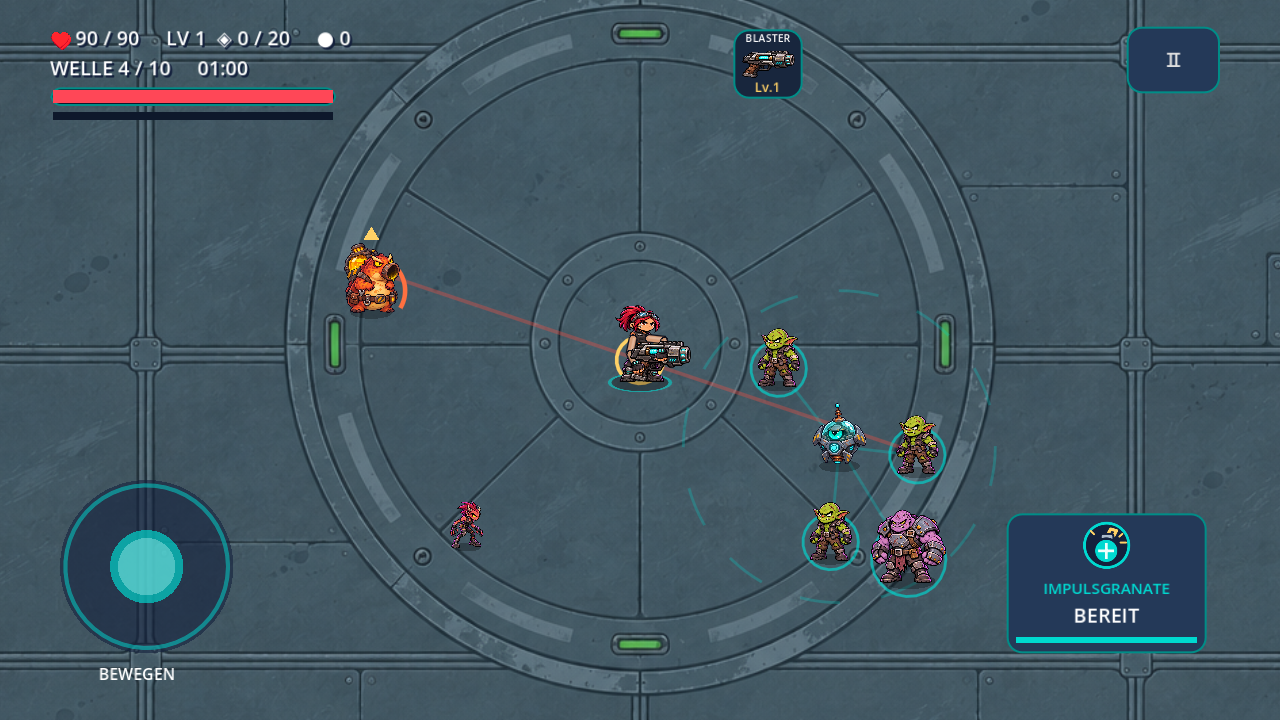 90 / 90 LV 1 0 / 20 0
WELLE 4 / 10 01:00
BLASTER
Lv.1
II
IMPULSGRANATE
BEREIT
BEWEGEN